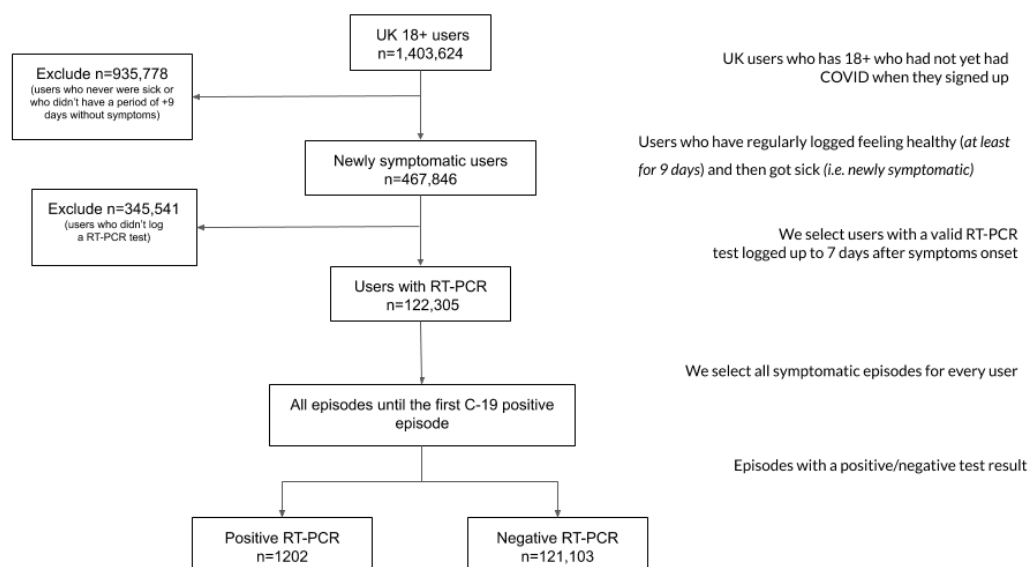 UK 18+ users
n=1,403,624
UK users who has 18+ who had not yet had
COVID when they signed up
Exclude n=935,778
(users who never were sick or
who didn't have a period of +9
days without symptoms)
Newly symptomatic users
n=467,846
Users who have regularly logged feeling healthy (at least
for 9 days) and then got sick (i.e. newly symptomatic)
Exclude n=345,541
(users who didn't log
a RT-PCR test)
We select users with a valid RT-PCR
test logged up to 7 days after symptoms onset
Users with RT-PCR
n=122,305
We select all symptomatic episodes for every user
All episodes until the first C-19 positive
episode
Episodes with a positive/negative test result
Positive RT-PCR
n=1202
Negative RT-PCR
n=121,103